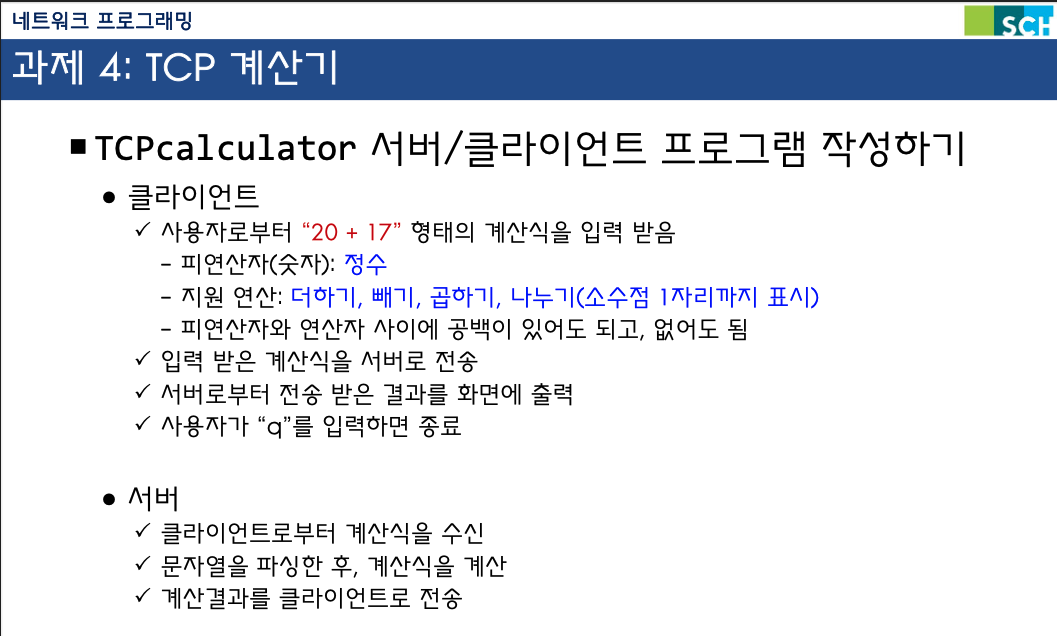 네트워크 프로그래밍
SCH
과제 4: TCP 계산기
■ TCPcalculator 서버/클라이언트 프로그램 작성하기
● 클라이언트
✓ 사용자로부터 “20 + 17” 형태의 계산식을 입력 받음
– 피연산자(숫자): 정수
– 지원 연산: 더하기, 빼기, 곱하기, 나누기(소수점 1자리까지 표시)
– 피연산자와 연산자 사이에 공백이 있어도 되고, 없어도 됨
✓ 입력 받은 계산식을 서버로 전송
✓ 서버로부터 전송 받은 결과를 화면에 출력
✓ 사용자가 “q”를 입력하면 종료
● 서버
✓ 클라이언트로부터 계산식을 수신
✓ 문자열을 파싱한 후, 계산식을 계산
✓ 계산결과를 클라이언트로 전송